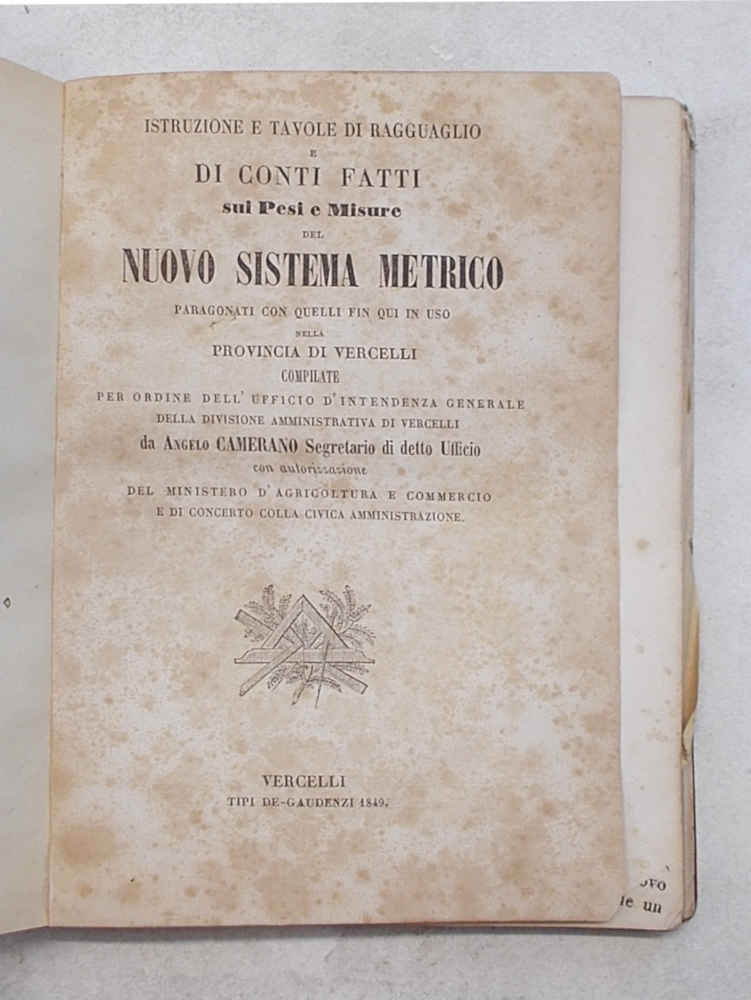 ISTRUZIONE E TAVOLE DI RAGGUAGLIO
E
DI CONTI FATTI
sui Pesi e Misure
DEL
NUOVO SISTEMA METRICO
PARAGONATI CON QUELLI FIN QUI IN USO
NELLA
PROVINCIA DI VERCELLI
COMPILATE
PER ORDINE DELL' UFFICIO D'INTENDENZA GENERALE
DELLA DIVISIONE AMMINISTRATIVA DI VERCELLI
da ANGELO CAMERANO Segretario di detto Ufficio
con autorizzazione
DEL MINISTERO D'AGRICOLTURA E COMMERCIO
E DI CONCERTO COLLA CIVICA AMMINISTRAZIONE.
VERCELLI
TIPI DE-GAUDENZI 1849.
ovo
le un